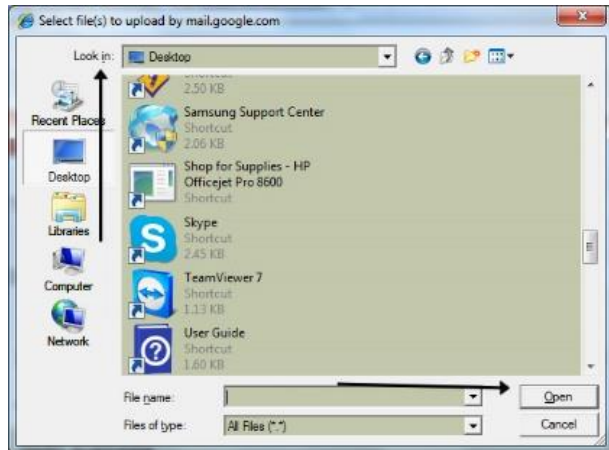 Select file(s) to upload by mail.google.com
Look in:
Desktop
2.50 KB
Recent Places
Desktop
Libraries
Computer
Network
Samsung Support Center
Shortcut
2.06 KB
Shop for Supplies - HP
Officejet Pro 8600
Shortcut
Skype
Shortcut
2.45 KB
TeamViewer 7
Shortcut
1.13 KB
User Guide
Shortcut
1.60 KB
File name:
Open
Files of type:
All Files (*.*)
Cancel